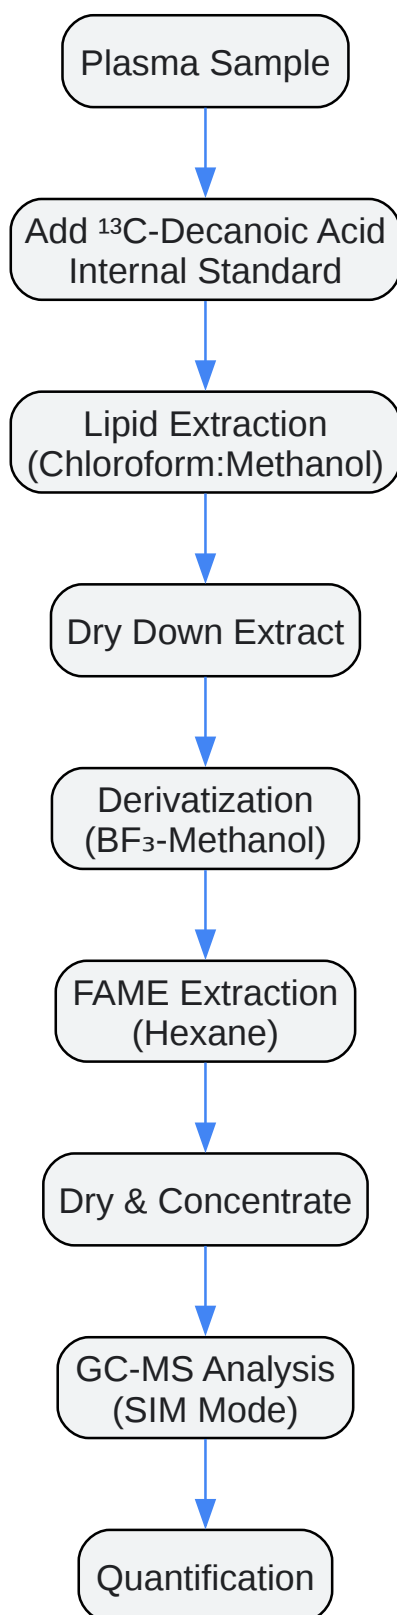 Plasma Sample
Add ¹³C-Decanoic Acid
Internal Standard
Lipid Extraction
(Chloroform:Methanol)
Dry Down Extract
Derivatization
(BF₃-Methanol)
FAME Extraction
(Hexane)
Dry & Concentrate
GC-MS Analysis
(SIM Mode)
Quantification